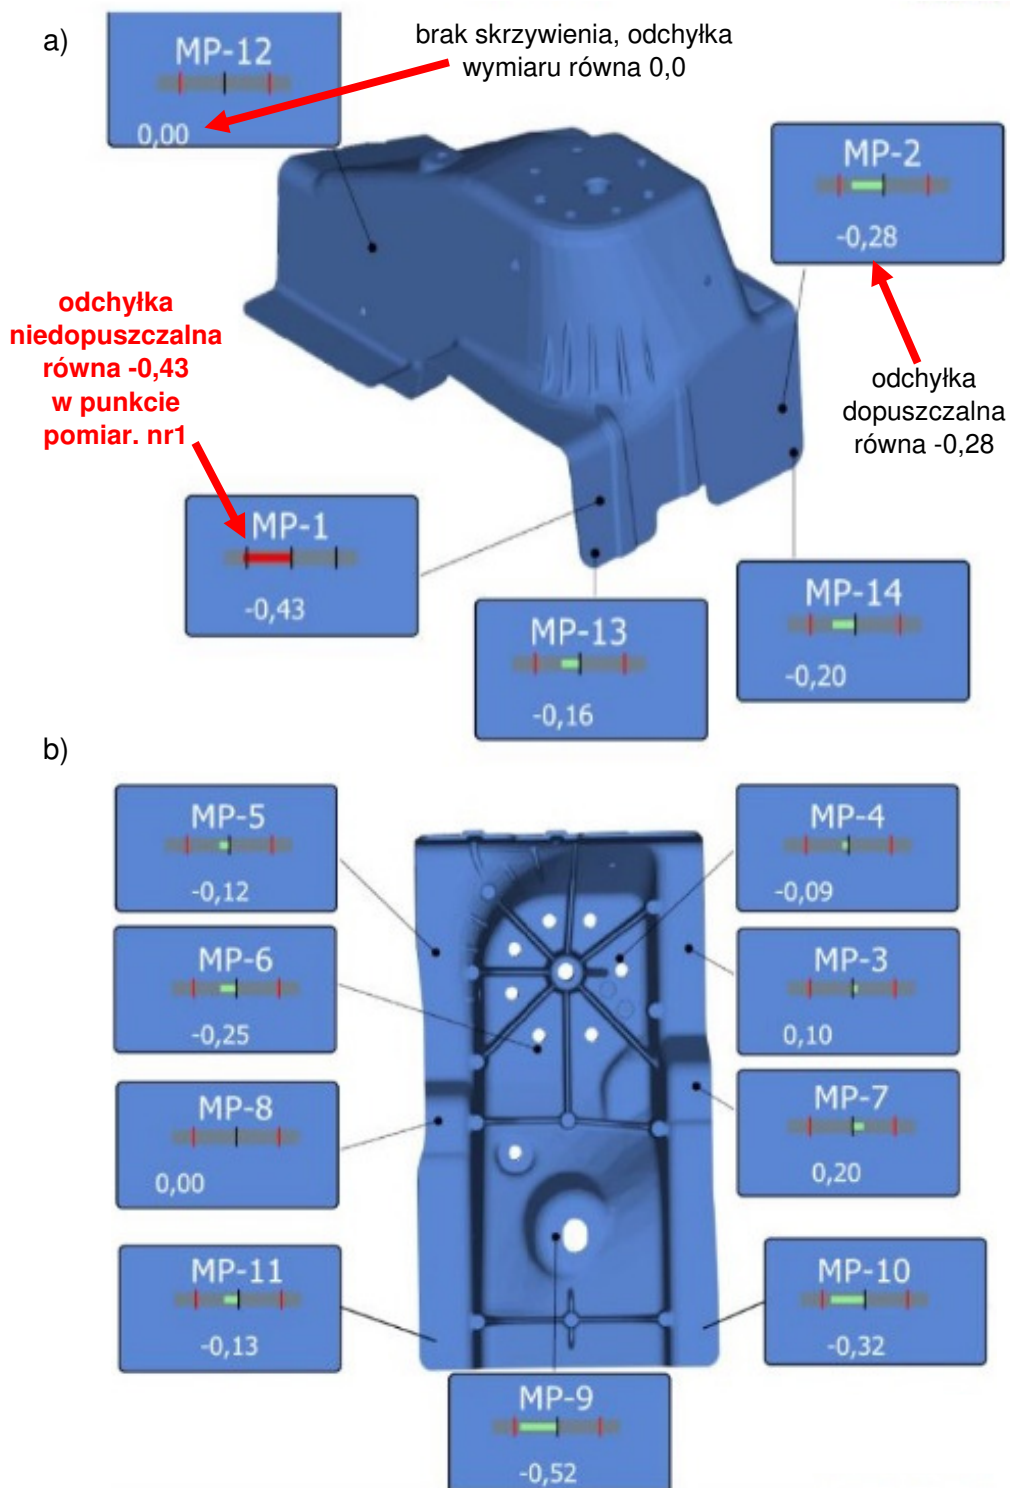 a)
MP-12
0,00
brak skrzywienia, odchyłka
wymiaru równa 0,0
MP-2
-0,28
odchyłka
niedopuszczalna
równa -0,43
w punkcie
pomiar. nr1
odchyłka
dopuszczalna
równa -0,28
MP-1
-0,43
MP-13
-0,16
MP-14
-0,20
b)
MP-5
-0,12
MP-4
-0,09
MP-6
-0,25
MP-3
0,10
MP-8
0,00
MP-7
0,20
MP-11
-0,13
MP-10
-0,32
MP-9
-0,52